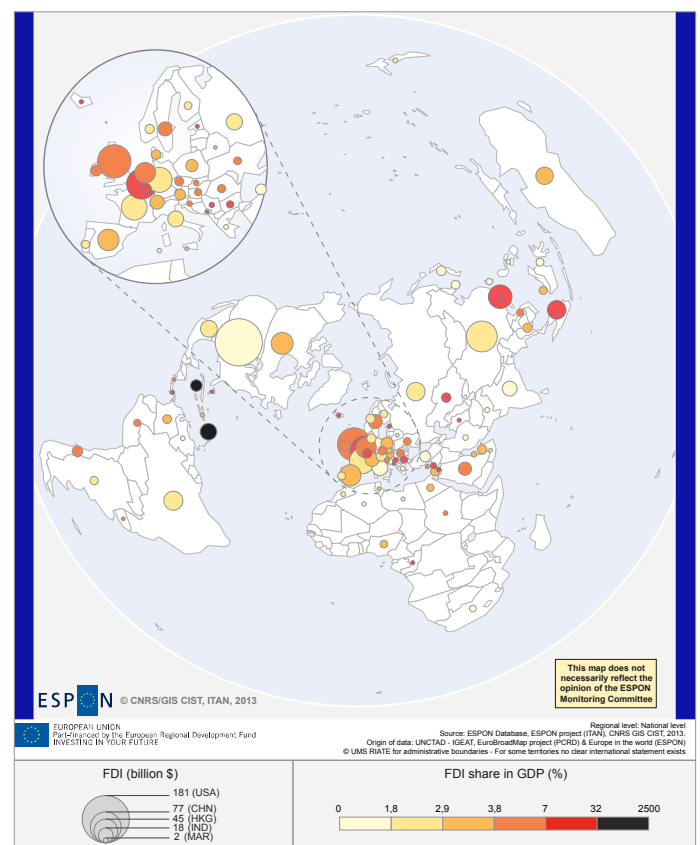 This map does not
necessarily reflect the
opinion of the ESPON
Monitoring Committee
ESPON © CNRS/GIS CIST, ITAN, 2013
EUROPEAN UNION
Part-financed by the European Regional Development Fund
INVESTING IN YOUR FUTURE
Regional level: National level
Source: ESPON Database, ESPON project (ITAN), CNRS GIS CIST, 2013.
Origin of data: UNCTAD - IGEAT, EuroBroadMap project (PCRD) & Europe in the world (ESPON)
© UMS RIATE for administrative boundaries - For some territories no clear international statement exists
FDI (billion $)
181 (USA)
77 (CHN)
45 (HKG)
18 (IND)
2 (MAR)
FDI share in GDP (%)
0 1,8 2,9 3,8 7 32 2500